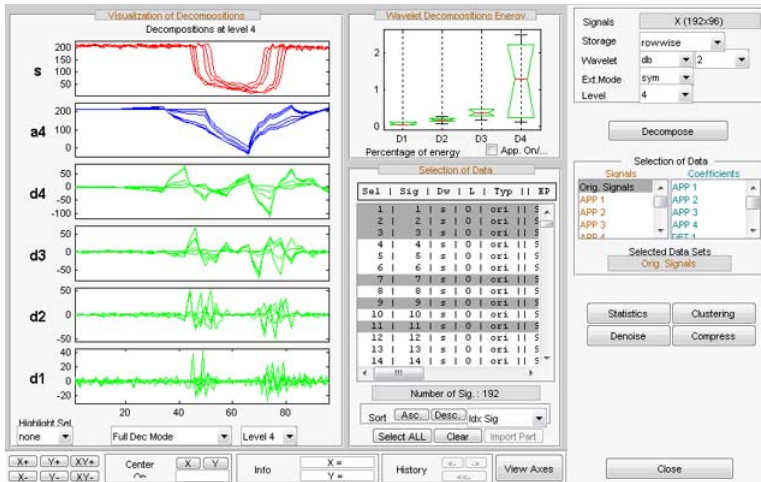 Visualization of Decompositions
Decompositions at level 4
s
200
150
100
50
a4
200
100
0
d4
50
0
-50
-100
d3
50
0
-50
d2
50
0
-50
d1
40
20
0
-20
20 40 60 80
Highlight Sel
none
Full Dec Mode
Level 4
Wavelet Decompositions Energy
2
1
0
D1 D2 D3 D4
Percentage of energy
App. On/...
Selection of Data
Sel | Sig | Dw | L | Typ || EP
1 | 1 | s | 0 | ori || S
2 | 2 | s | 0 | ori || S
3 | 3 | s | 0 | ori || S
4 | 4 | s | 0 | ori || S
5 | 5 | s | 0 | ori || S
6 | 6 | s | 0 | ori || S
7 | 7 | s | 0 | ori || S
8 | 8 | s | 0 | ori || S
9 | 9 | s | 0 | ori || S
10 | 10 | s | 0 | ori || S
11 | 11 | s | 0 | ori || S
12 | 12 | s | 0 | ori || S
13 | 13 | s | 0 | ori || S
14 | 14 | s | 0 | ori || S
Number of Sig. : 192
Sort Asc. Desc. Idx Sig
Select ALL Clear Import Part
Signals X (192x96)
Storage rowwise
Wavelet db 2
Ext.Mode sym
Level 4
Decompose
Selection of Data
Signals
Orig. Signals
APP 1
APP 2
APP 3
APP 4
Coefficients
APP 1
APP 2
APP 3
APP 4
DET 1
Selected Data Sets
Orig. Signals
Statistics Clustering
Denoise Compress
X+ Y+ XY+
X- Y- XY-
Center X Y
On
Info X =
Y =
History <- ->
<<-
View Axes
Close